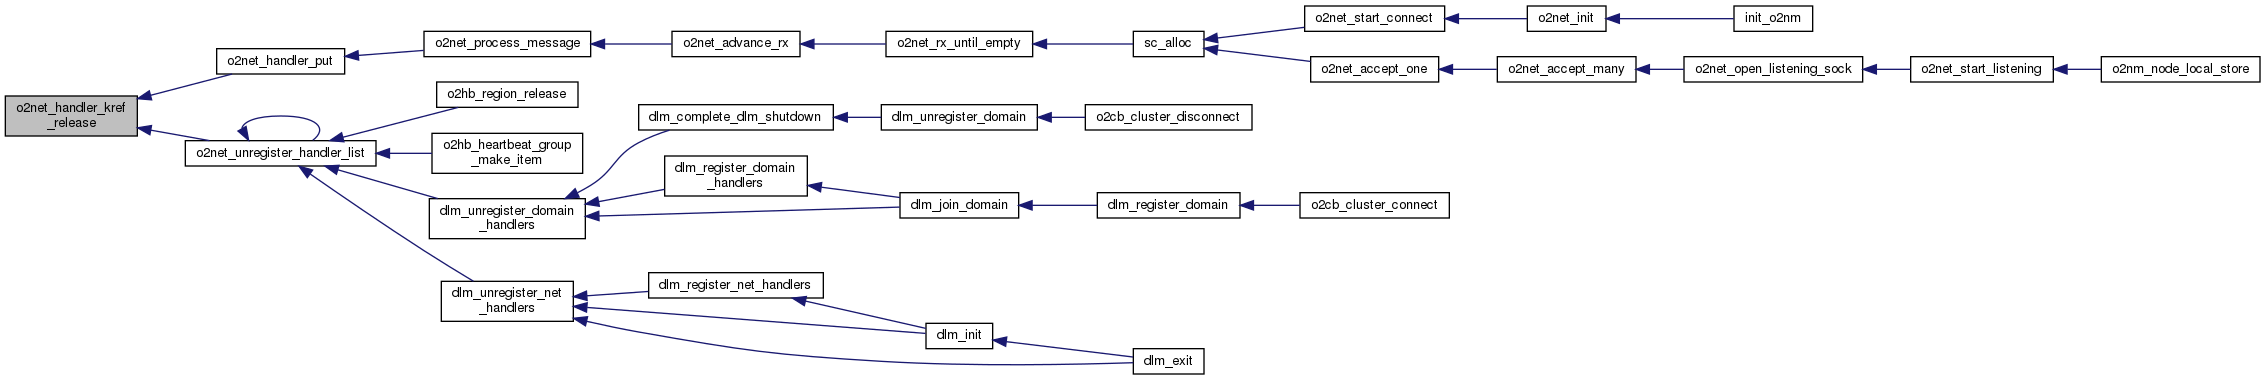 o2net_handler_kref
_release
o2net_handler_put
o2net_process_message
o2net_advance_rx
o2net_rx_until_empty
sc_alloc
o2net_start_connect
o2net_init
init_o2nm
o2net_accept_one
o2net_accept_many
o2net_open_listening_sock
o2net_start_listening
o2nm_node_local_store
o2net_unregister_handler_list
o2hb_region_release
o2hb_heartbeat_group
_make_item
dlm_unregister_domain
_handlers
dlm_complete_dlm_shutdown
dlm_unregister_domain
o2cb_cluster_disconnect
dlm_register_domain
_handlers
dlm_join_domain
dlm_register_domain
o2cb_cluster_connect
dlm_unregister_net
_handlers
dlm_register_net_handlers
dlm_init
dlm_exit